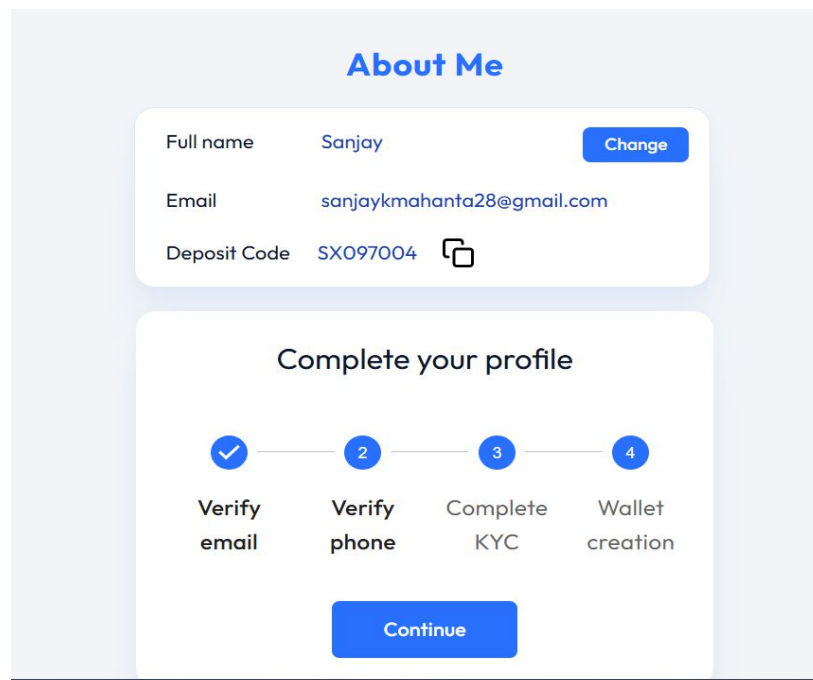 About Me
Full name Sanjay Change
Email sanjaykmahanta28@gmail.com
Deposit Code SX097004
Complete your profile
2 3 4
Verify Verify Complete Wallet
email phone KYC creation
Continue